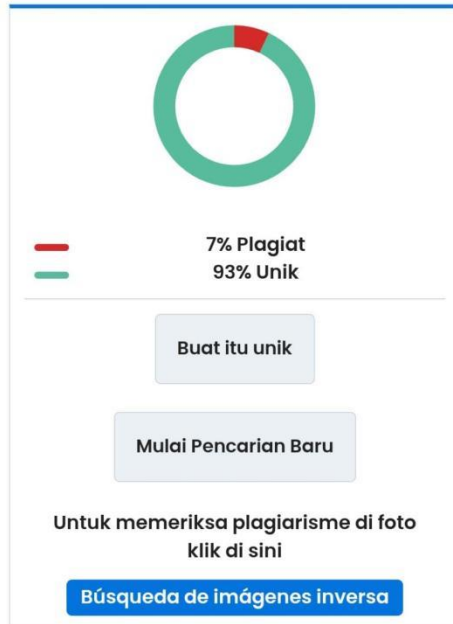 7% Plagiat
93% Unik
Buat itu unik
Mulai Pencarian Baru
Untuk memeriksa plagiarisme di foto
klik di sini
Búsqueda de imágenes inversa